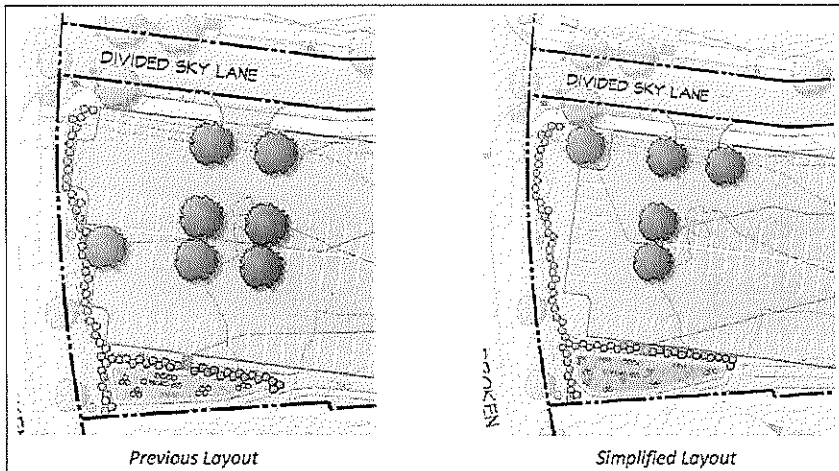 DIVIDED SKY LANE
DIVIDED SKY LANE
Previous Layout
Simplified Layout